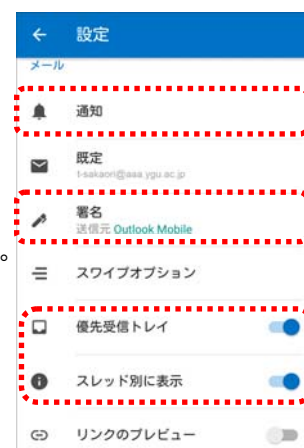 設定
メール
通知
既定
t-sakaori@aaa.ygu.ac.jp
署名
送信元 Outlook Mobile
。
スワイプオプション
優先受信トレイ
スレッド別に表示
リンクのプレビュー